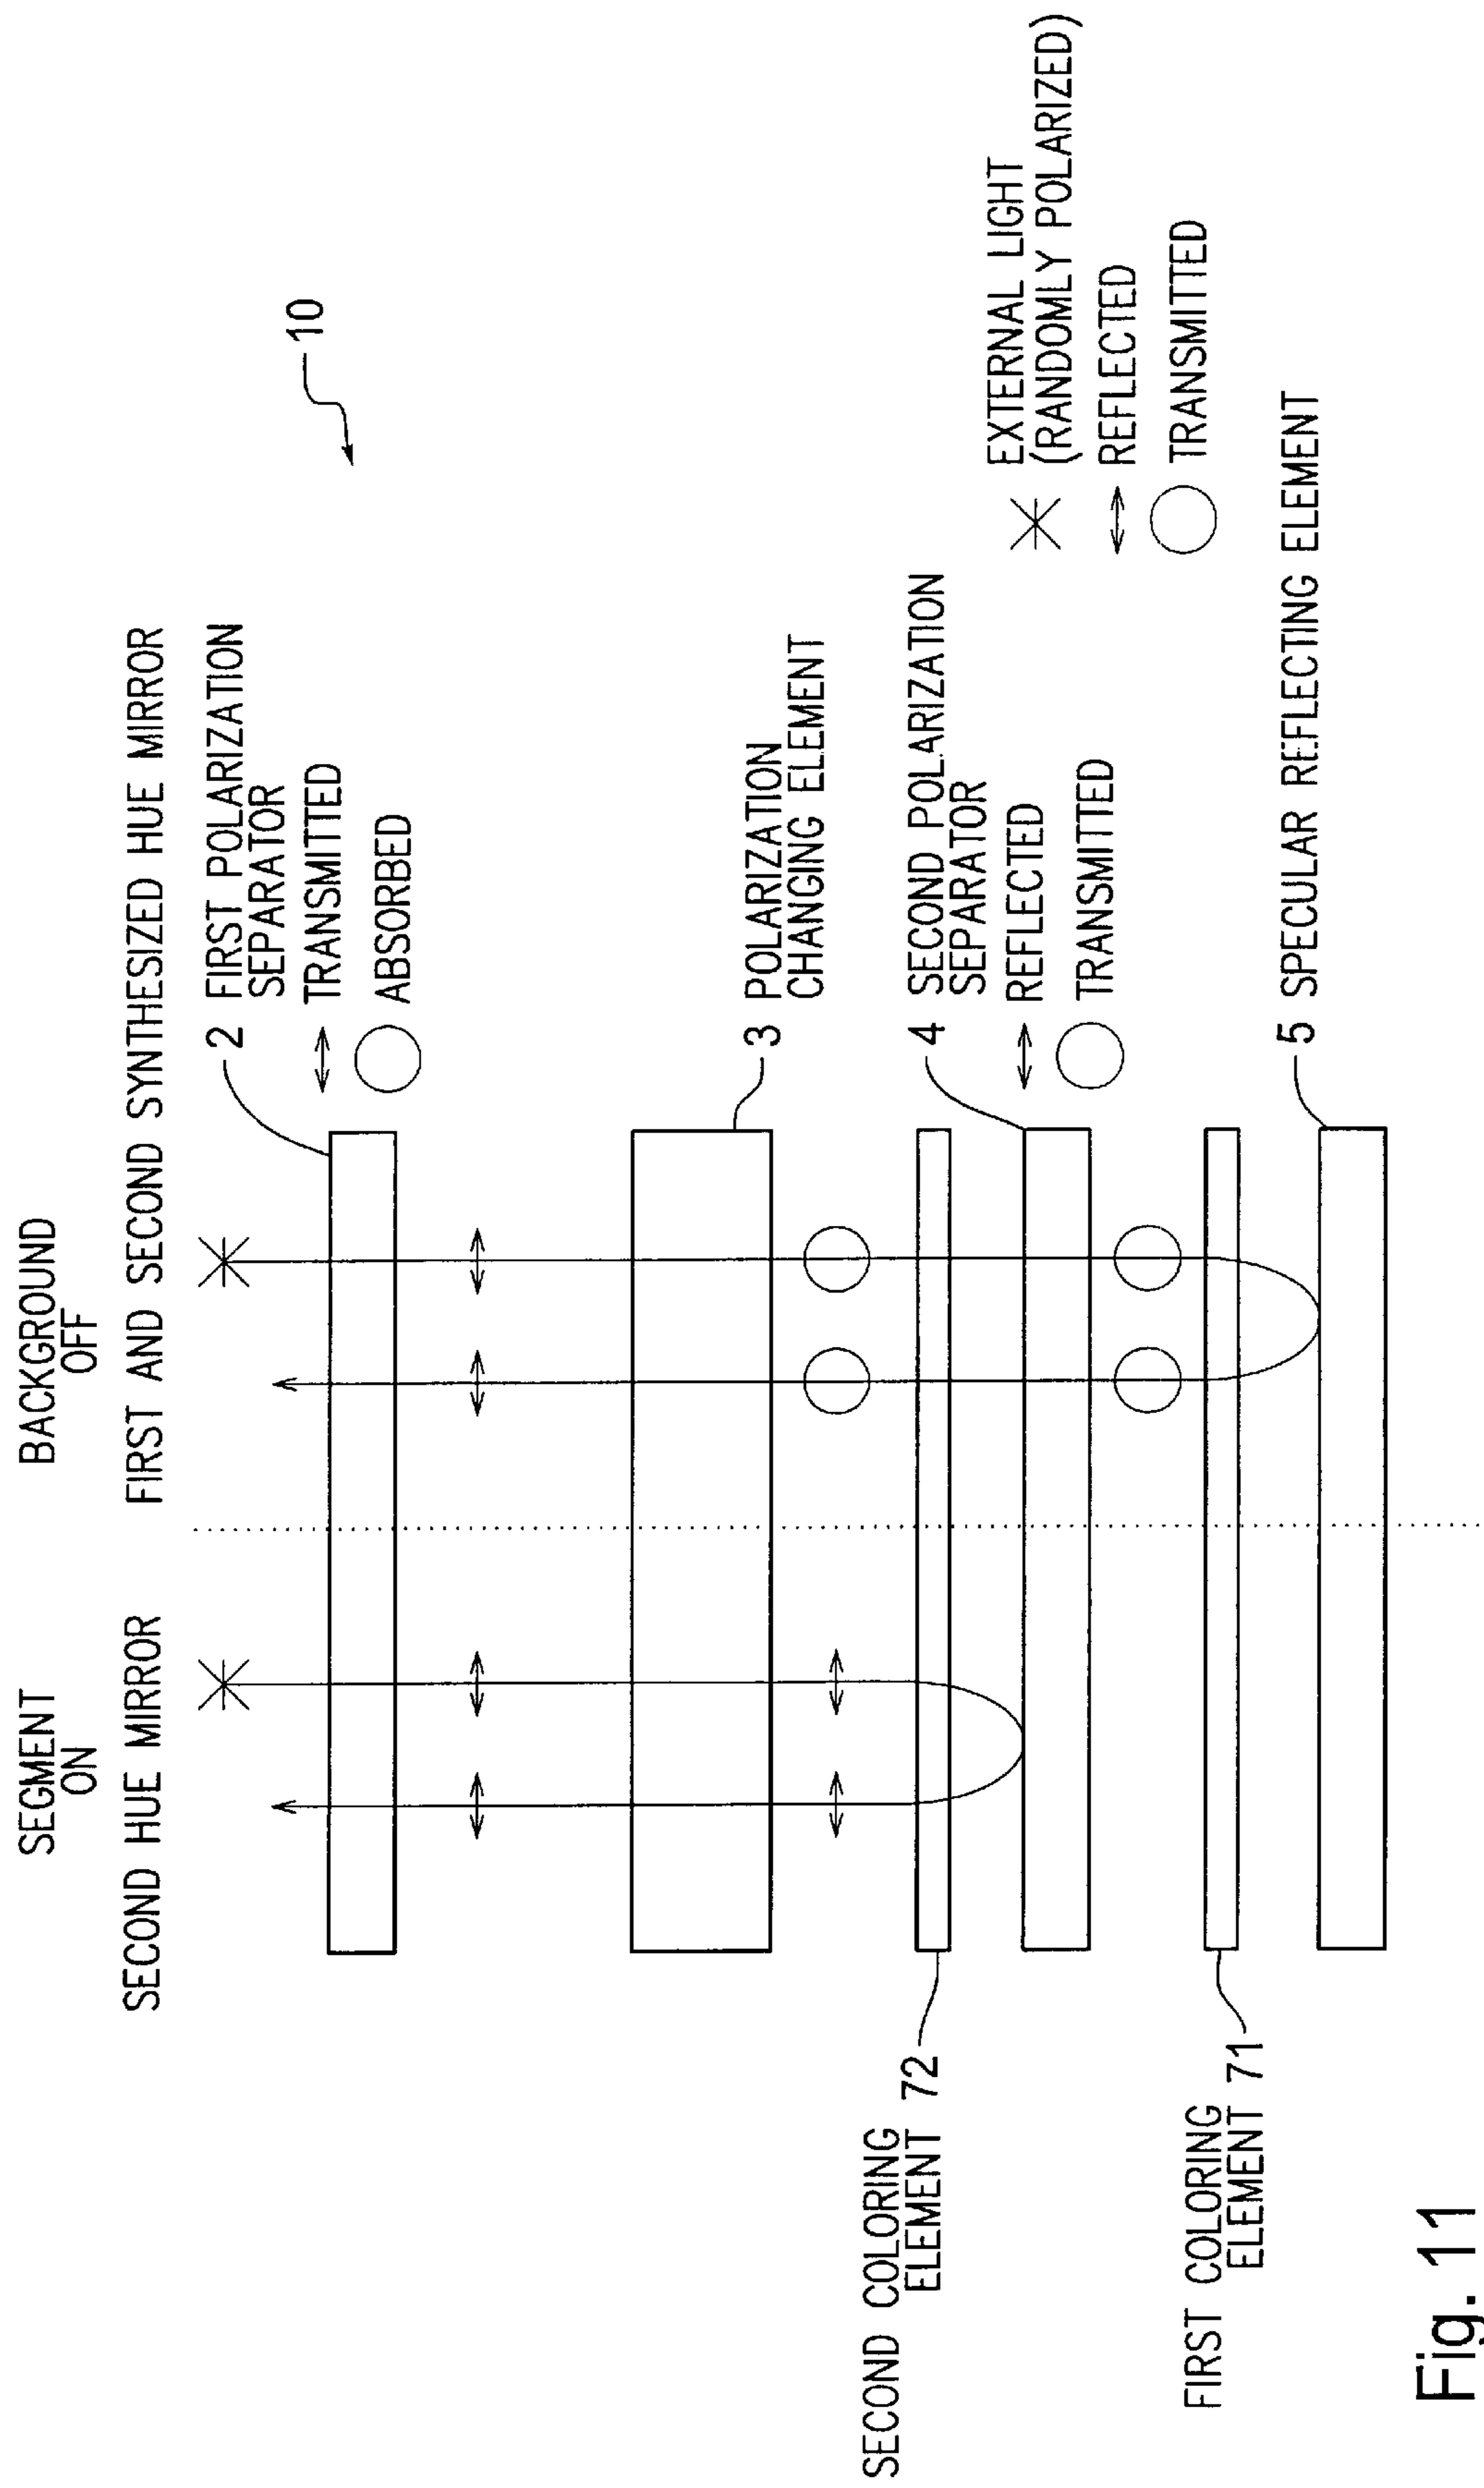 SEGMENT
ON
SECOND HUE MIRROR
BACKGROUND
OFF
FIRST AND SECOND SYNTHESIZED HUE MIRROR
10
2 FIRST POLARIZATION
SEPARATOR
TRANSMITTED
ABSORBED
3 POLARIZATION
CHANGING ELEMENT
SECOND COLORING
ELEMENT 72
4 SECOND POLARIZATION
SEPARATOR
REFLECTED
TRANSMITTED
EXTERNAL LIGHT
(RANDOMLY POLARIZED)
REFLECTED
TRANSMITTED
FIRST COLORING
ELEMENT 71
5 SPECULAR REFLECTING ELEMENT
Fig. 11